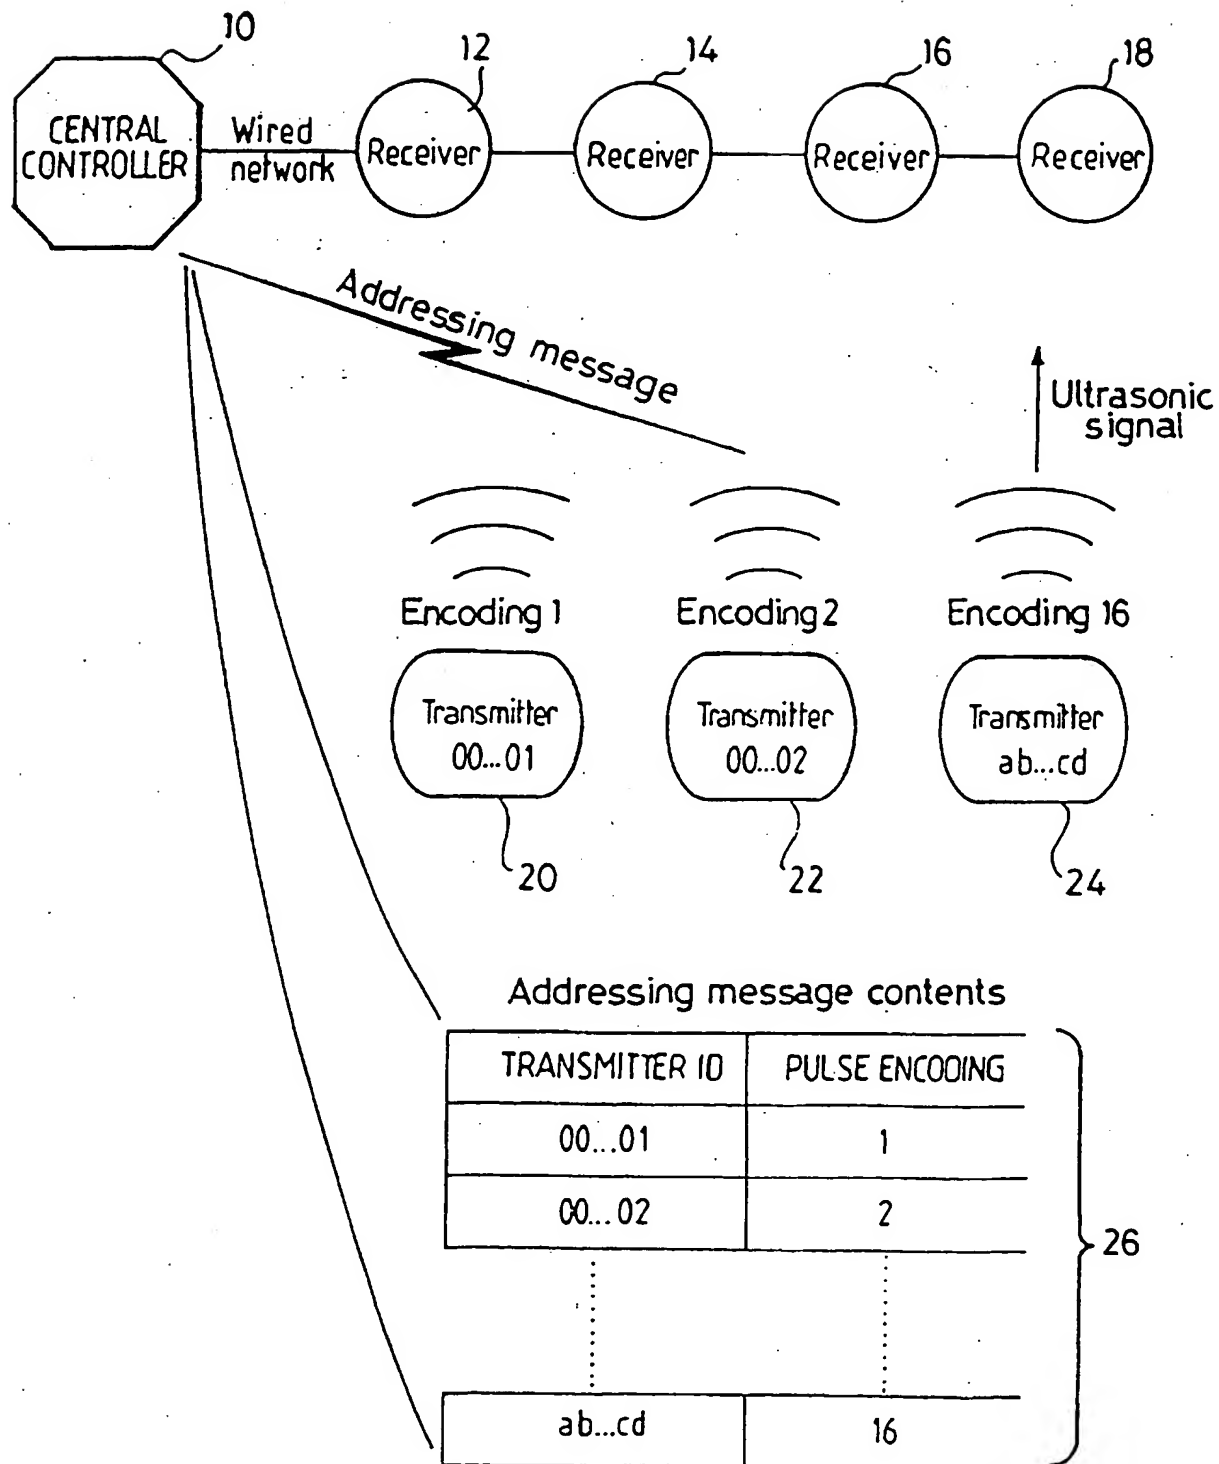 10
12
14
16
18
CENTRAL
CONTROLLER
Wired
network
Receiver
Receiver
Receiver
Receiver
Addressing message
Ultrasonic
signal
Encoding 1
Encoding 2
Encoding 16
Transmitter
00...01
Transmitter
00...02
Transmitter
ab...cd
20
22
24
Addressing message contents
TRANSMITTER ID
PULSE ENCODING
00...01
1
00...02
2
26
ab...cd
16